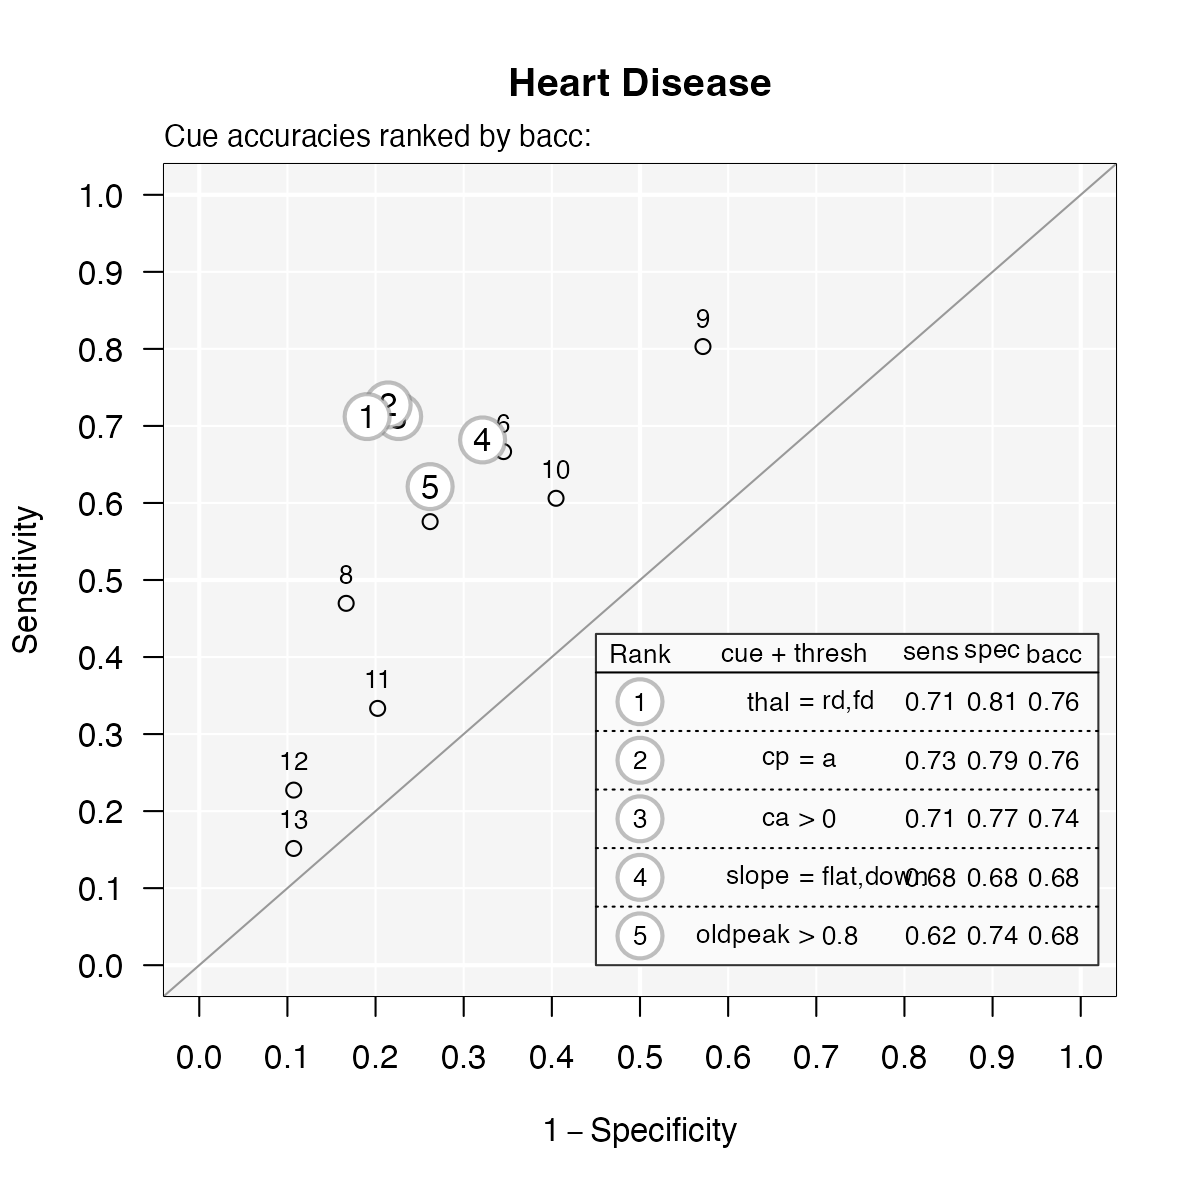 Heart Disease
Cue accuracies ranked by bacc:
1.0
0.9
0.8
0.7
0.6
0.5
0.4
0.3
0.2
0.1
0.0
Sensitivity
9
2
1
6
4
10
5
8
11
12
13
Rank cue + thresh sens spec bacc
1 thal = rd,fd 0.71 0.81 0.76
2 cp = a 0.73 0.79 0.76
3 ca > 0 0.71 0.77 0.74
4 slope = flat,down 0.68 0.68 0.68
5 oldpeak > 0.8 0.62 0.74 0.68
0.0 0.1 0.2 0.3 0.4 0.5 0.6 0.7 0.8 0.9 1.0
1 – Specificity